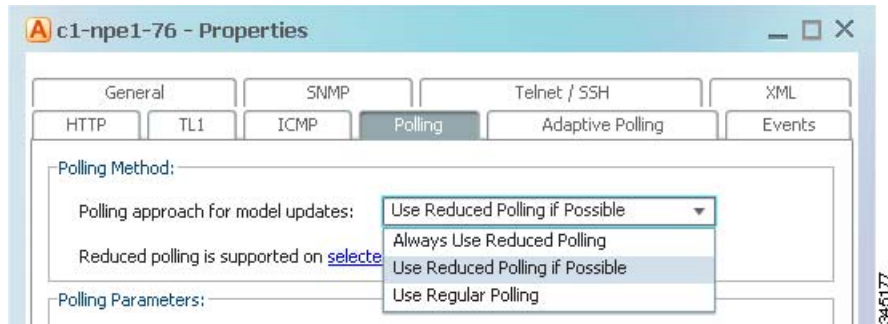 A c1-npe1-76 - Properties
General SNMP Telnet / SSH XML
HTTP TL1 ICMP Polling Adaptive Polling Events
Polling Method:
Polling approach for model updates: Use Reduced Polling if Possible
Always Use Reduced Polling
Reduced polling is supported on selecte
Use Reduced Polling if Possible
Use Regular Polling
Polling Parameters:
345177